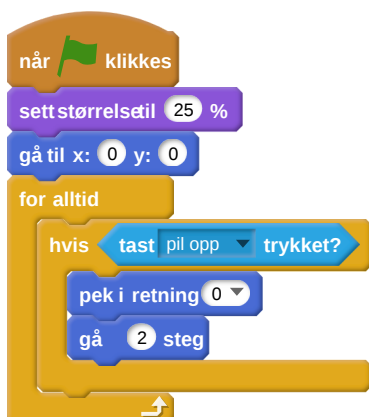 når klikkes
sett størrelse til 25 %
gå til x: 0 y: 0
for alltid
hvis tast pil opp trykket?
pek i retning 0
gå 2 steg